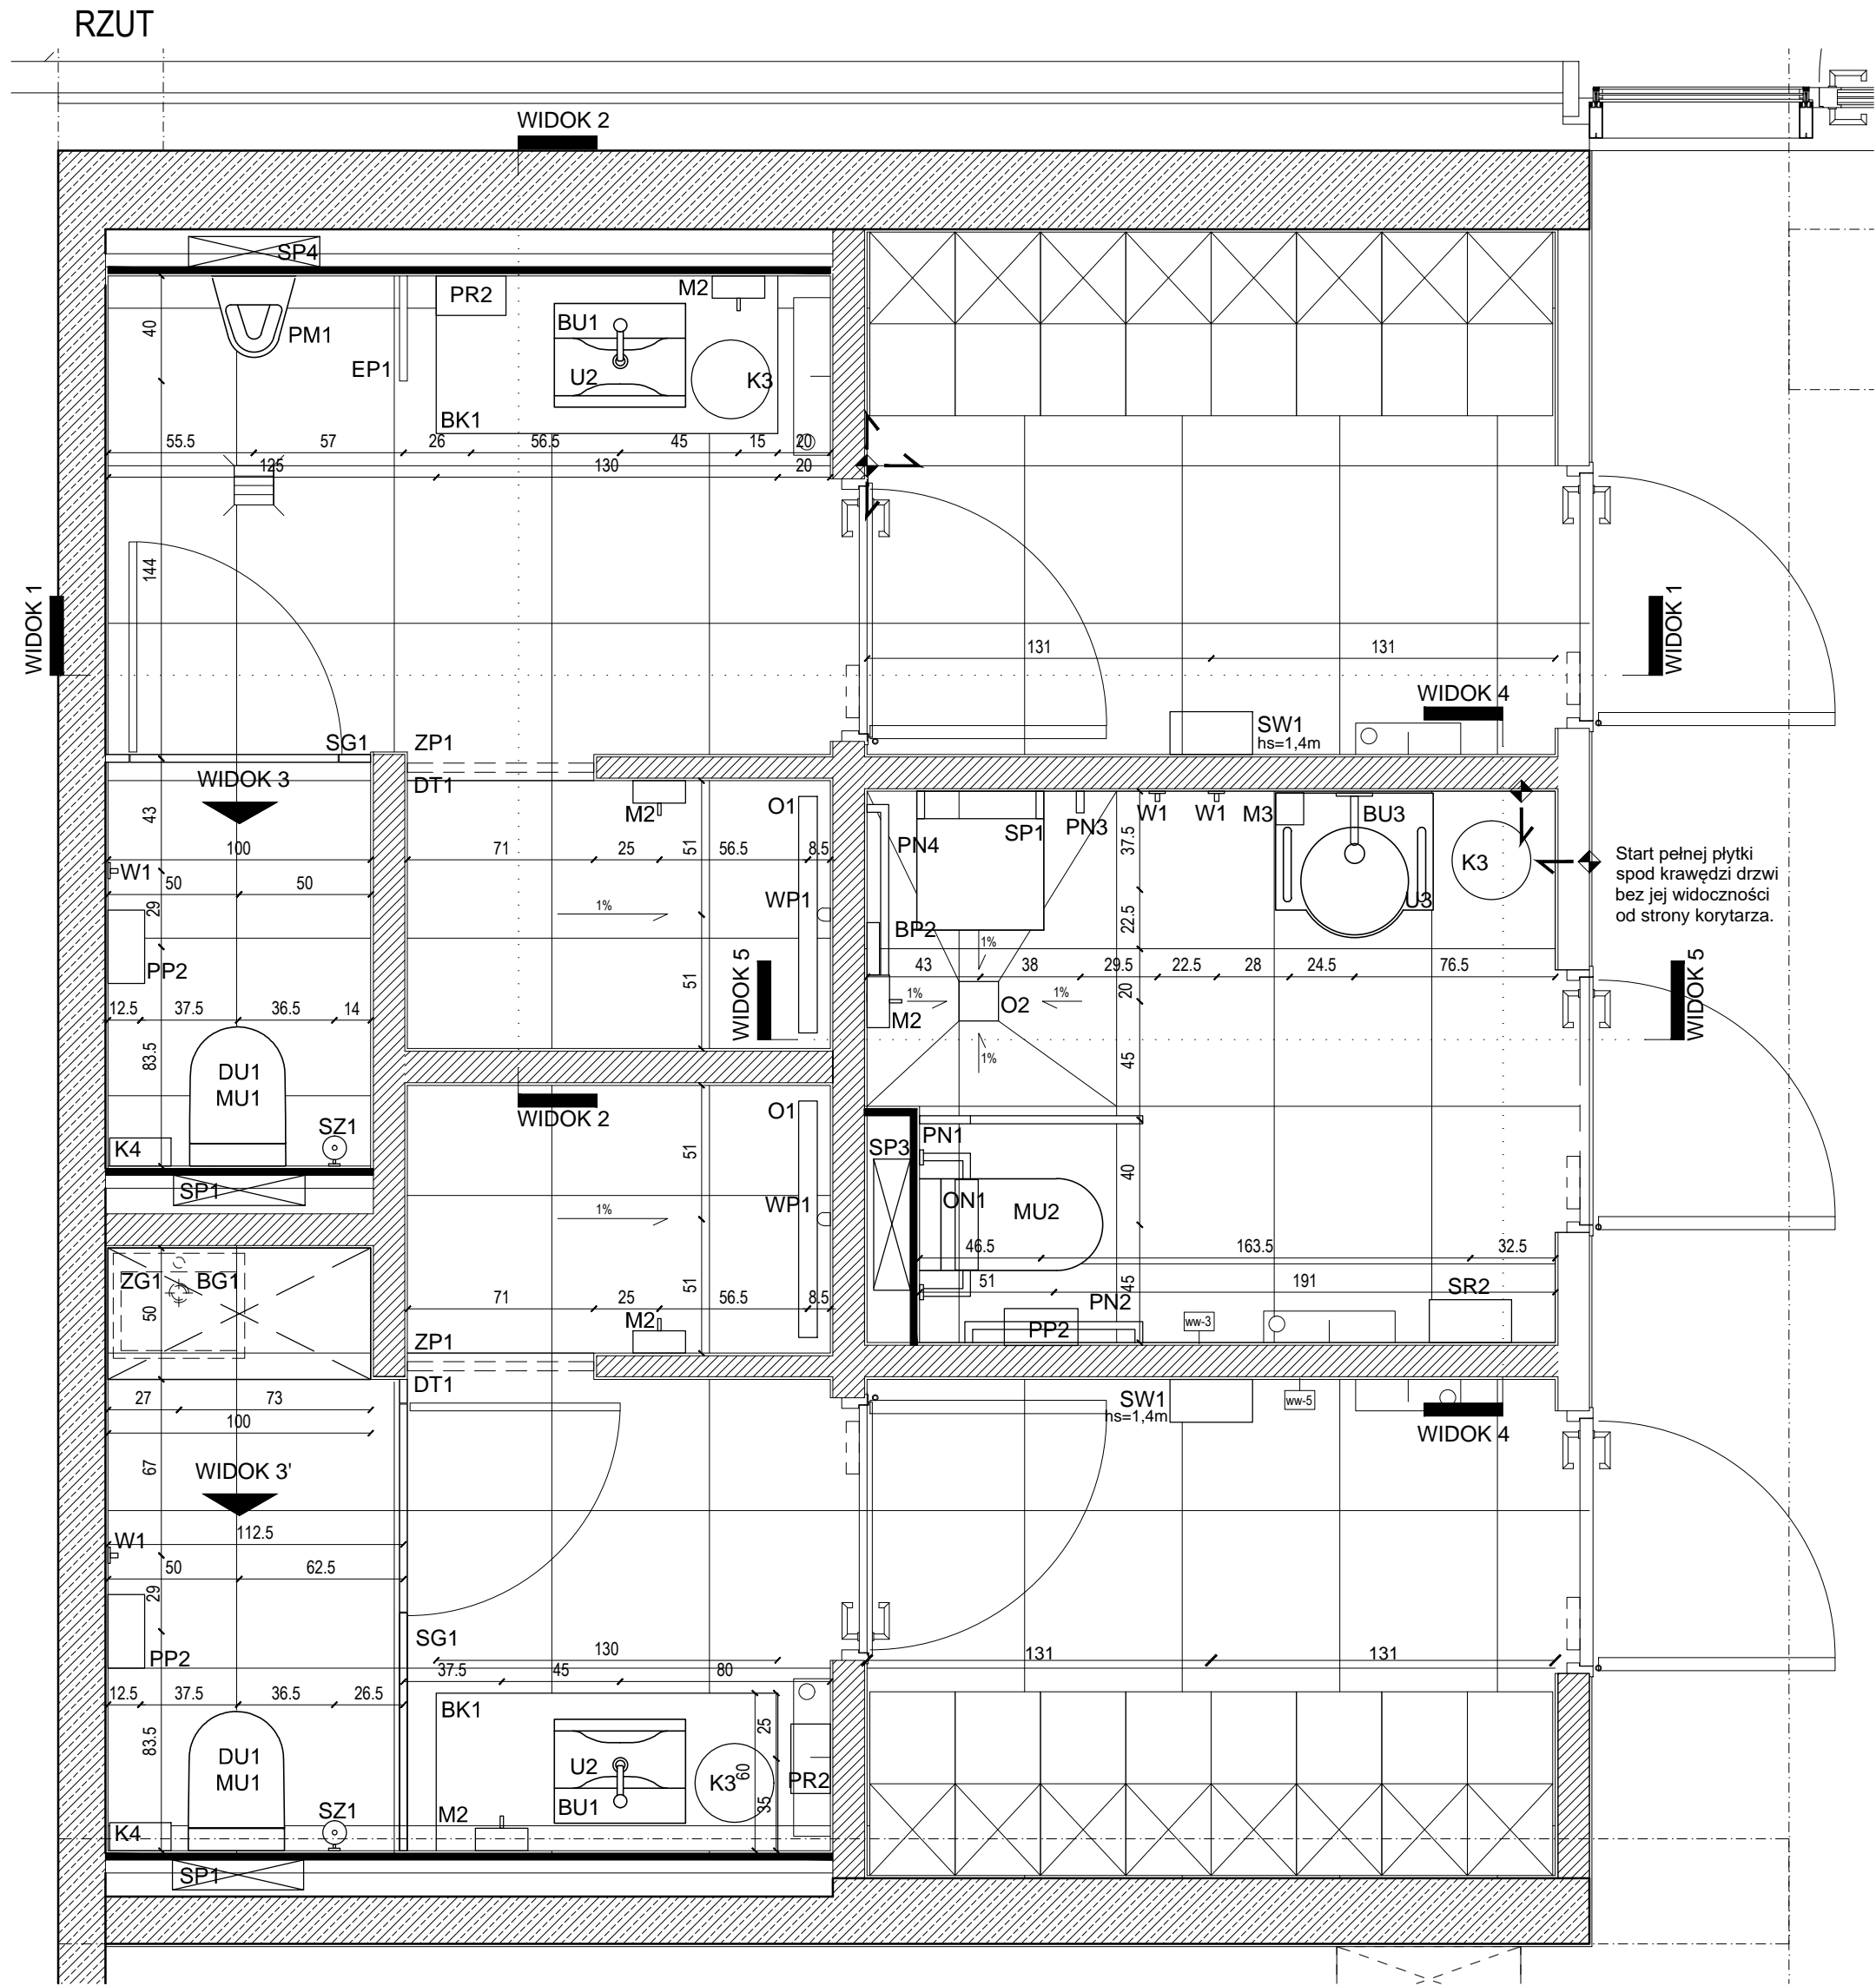 RZUT
WIDOK 2
SP4
PR2
M2
BU1
PM1
40
EP1
U2
K3
BK1
55.5
57
26
56.5
45
15
20
125
130
20
144
WIDOK 1
WIDOK 1
131
131
WIDOK 4
SW1
hs=1,4m
SG1
ZP1
WIDOK 3
DT1
M2
O1
43
100
71
25
51
56.5
8.5
W1
50
50
29
1%
WP1
PP2
51
WIDOK 5
12.5
37.5
36.5
14
83.5
DU1
MU1
K4
SZ1
SP1
PN4
SP1
PN3
W1
W1
M3
BU3
37.5
K3
U3
Start pełnej płytki
spod krawędzi drzwi
bez jej widoczności
od strony korytarza.
BP2
22.5
1%
43
38
29.5
22.5
28
24.5
76.5
WIDOK 5
1%
1%
20
O2
M2
1%
45
WIDOK 2
O1
51
SP3
PN1
40
ON1
MU2
WP1
1%
46.5
163.5
32.5
51
191
45
SR2
PN2
PP2
ww-3
ZG1
BG1
50
71
25
51
56.5
8.5
M2
ZP1
DT1
27
73
100
67
WIDOK 3'
SW1
hs=1,4m
ww-5
WIDOK 4
W1
112.5
50
62.5
29
PP2
SG1
130
37.5
45
80
131
131
12.5
37.5
36.5
26.5
83.5
BK1
25
DU1
MU1
U2
K3
60
PR2
BU1
35
M2
K4
SZ1
SP1